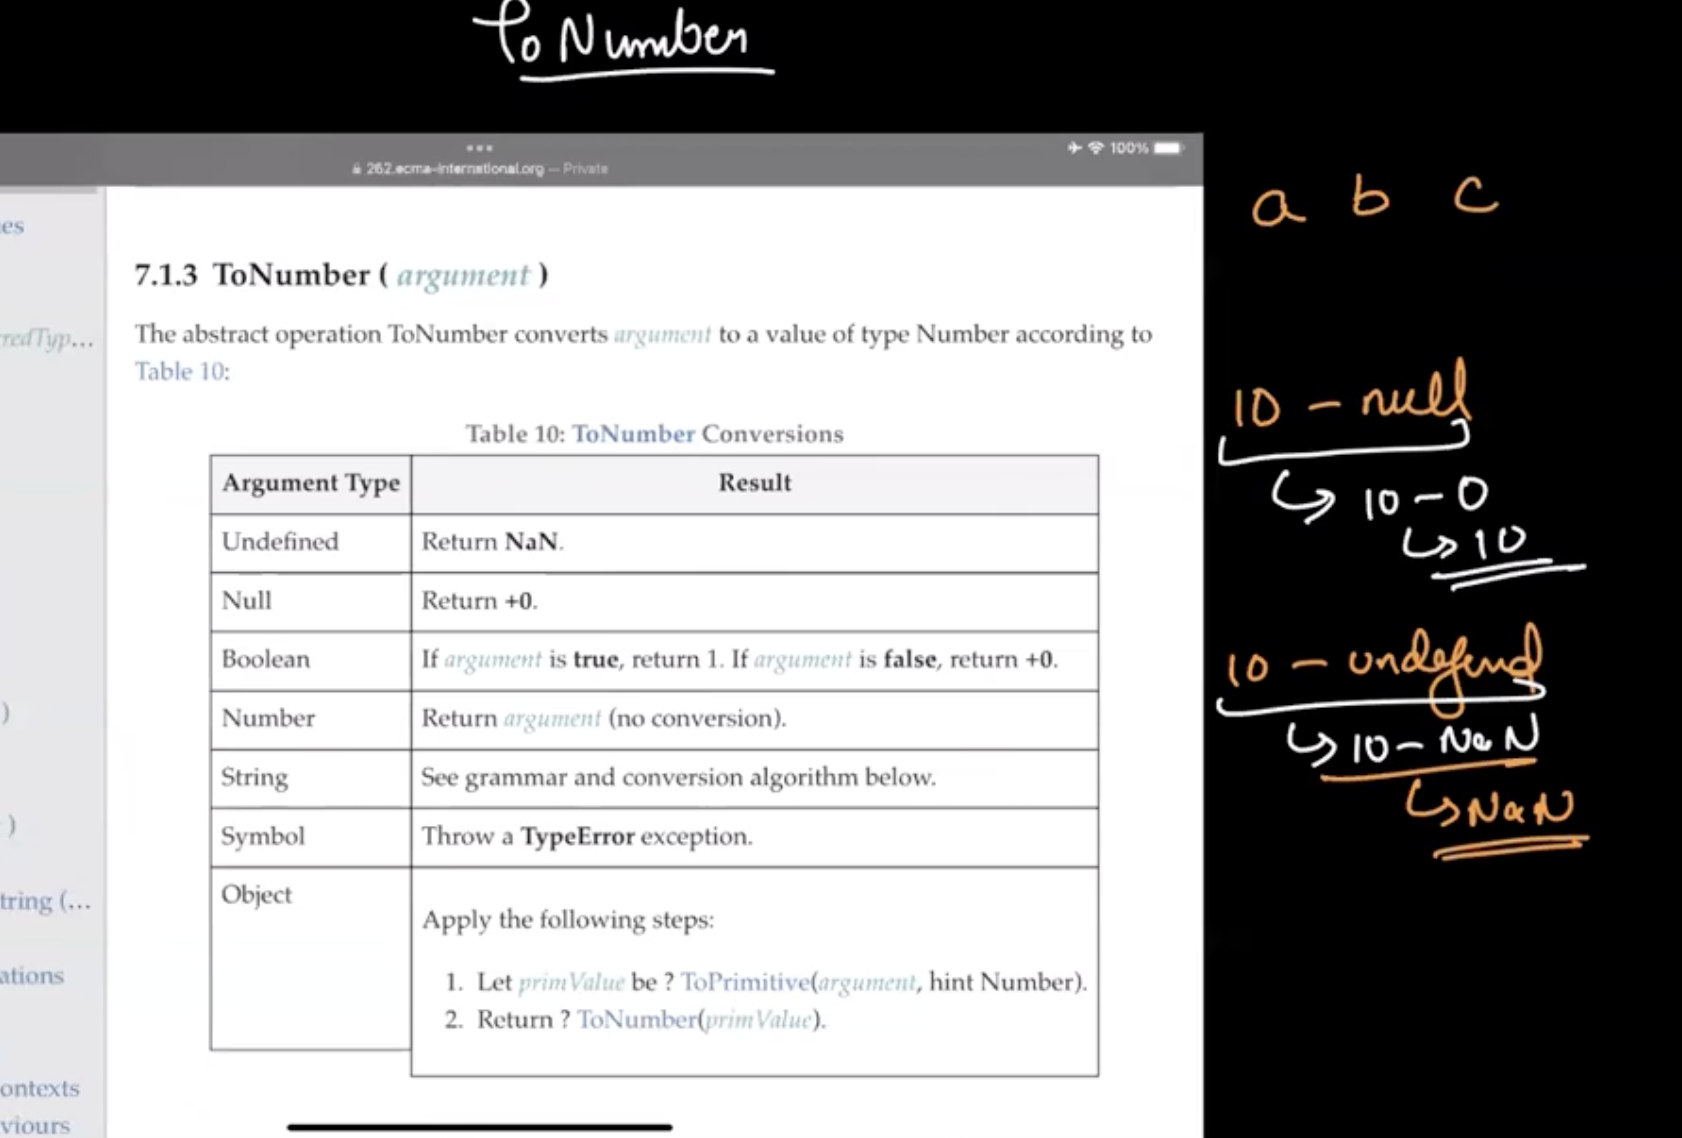 ToNumber
100%
262.ecma-international.org — Private
es
redTyp...
)
)
tring (...
ations
ontexts
viours
7.1.3 ToNumber ( argument )
The abstract operation ToNumber converts argument to a value of type Number according to
Table 10:
Table 10: ToNumber Conversions
Argument Type Result
Undefined Return NaN.
Null Return +0.
Boolean If argument is true, return 1. If argument is false, return +0.
Number Return argument (no conversion).
String See grammar and conversion algorithm below.
Symbol Throw a TypeError exception.
Object Apply the following steps:
1. Let primValue be ? ToPrimitive(argument, hint Number).
2. Return ? ToNumber(primValue).
a b c
10 - null
↳ 10 - 0
↳ 10
10 - undefend
↳ 10 - NaN
↳ NaN